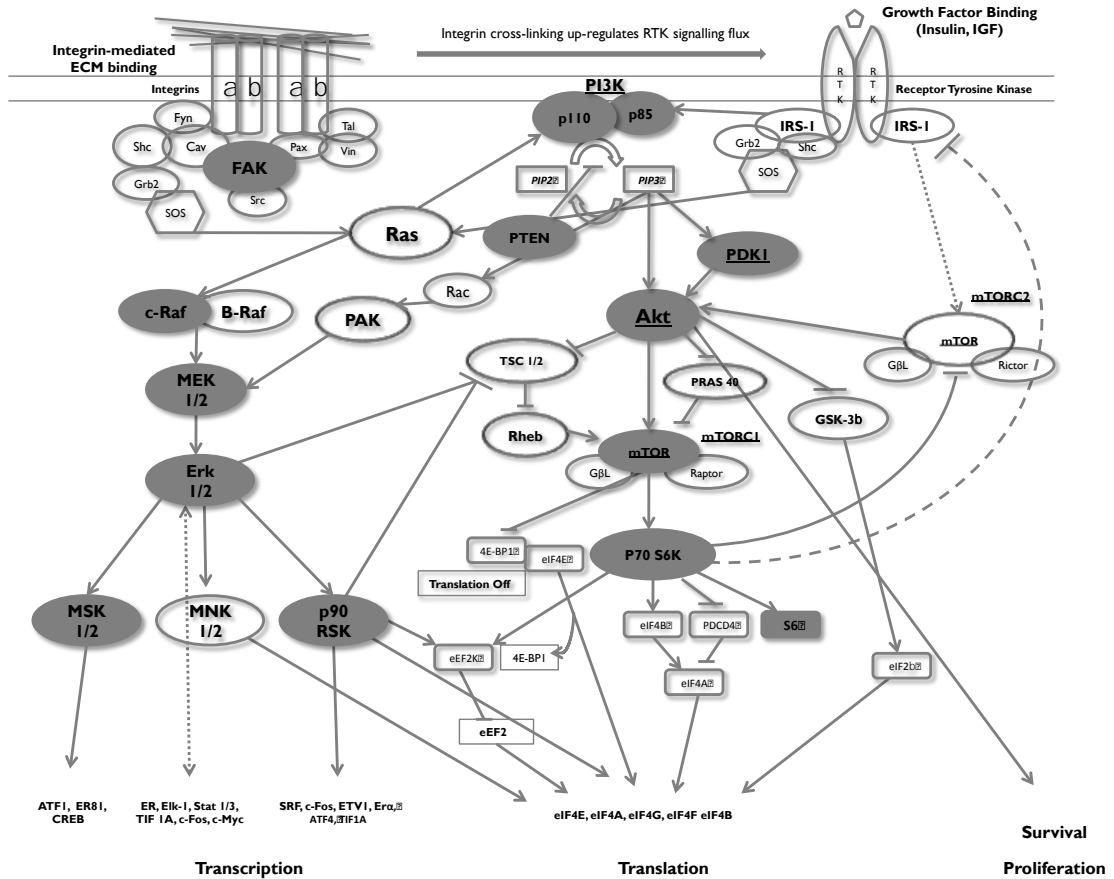 Growth Factor Binding
(Insulin, IGF)
Integrin cross-linking up-regulates RTK signalling flux
Integrin-mediated
ECM binding
Integrins
a b
a b
PI3K
p110
p85
R
T
K
R
T
K
Receptor Tyrosine Kinase
Fyn
Shc
Cav
Tal
Pax
Vin
FAK
Grb2
Src
SOS
IRS-1
IRS-1
Grb2
Shc
SOS
PIP2
PIP3
Ras
PTEN
PDK1
Rac
c-Raf
B-Raf
PAK
Akt
mTORC2
mTOR
GβL
Rictor
TSC 1/2
PRAS 40
MEK
1/2
GSK-3b
Rheb
mTORC1
mTOR
GβL
Raptor
Erk
1/2
4E-BP1
eIF4E
Translation Off
P70 S6K
MSK
1/2
MNK
1/2
p90
RSK
eIF4B
PDCD4
S6
eEF2K
4E-BP1
eIF4A
eIF2b
eEF2
ATF1, ER81,
CREB
ER, Elk-1, Stat 1/3,
TIF 1A, c-Fos, c-Myc
SRF, c-Fos, ETV1, Erα,
ATF4, TIF1A
eIF4E, eIF4A, eIF4G, eIF4F eIF4B
Survival
Transcription
Translation
Proliferation